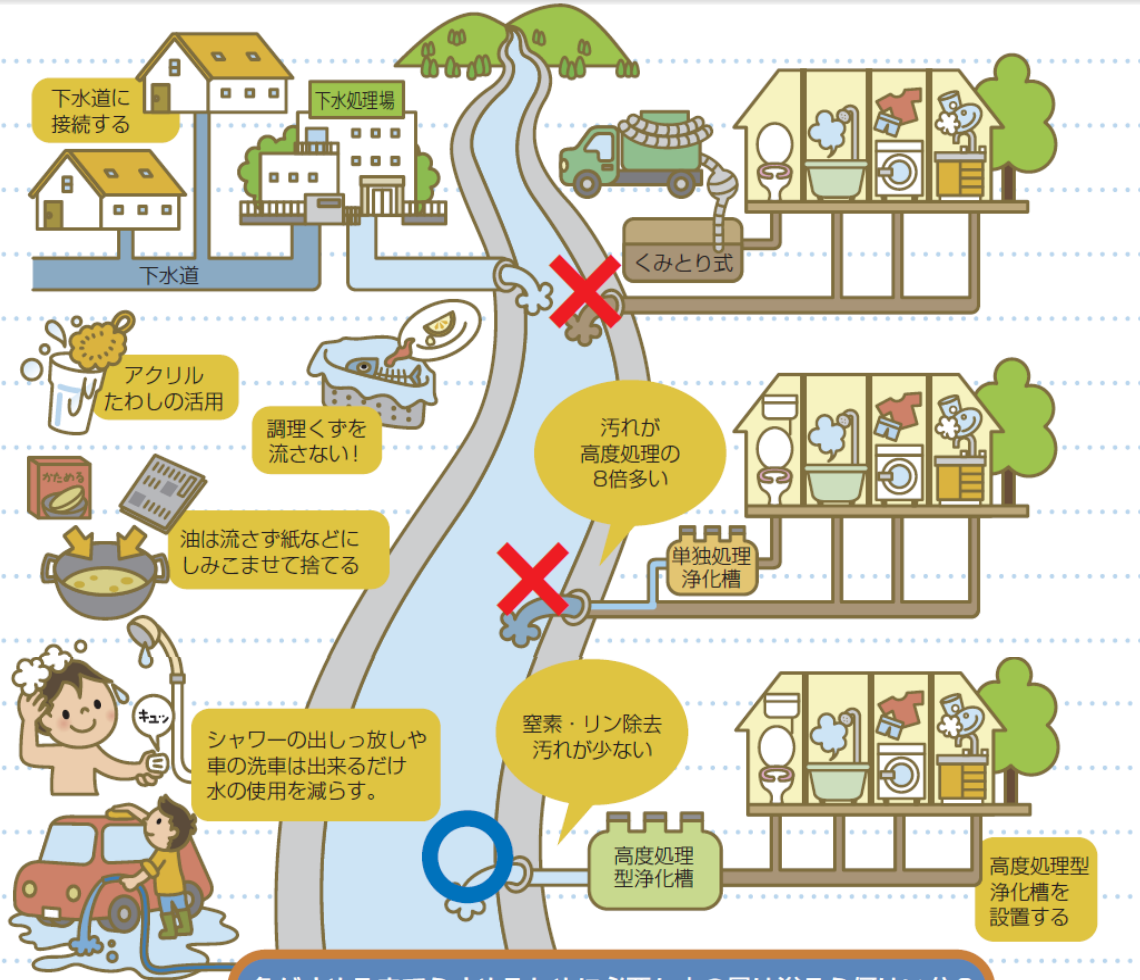 下水道に
接続する
下水処理場
下水道
くみとり式
アクリル
たわしの活用
調理くずを
流さない！
汚れが
高度処理の
8倍多い
かためる
油は流さず紙などに
しみこませて捨てる
単独処理
浄化槽
キュッ
シャワーの出しっ放しや
車の洗車は出来るだけ
水の使用を減らす。
窒素・リン除去
汚れが少ない
高度処理
型浄化槽
高度処理型
浄化槽を
設置する